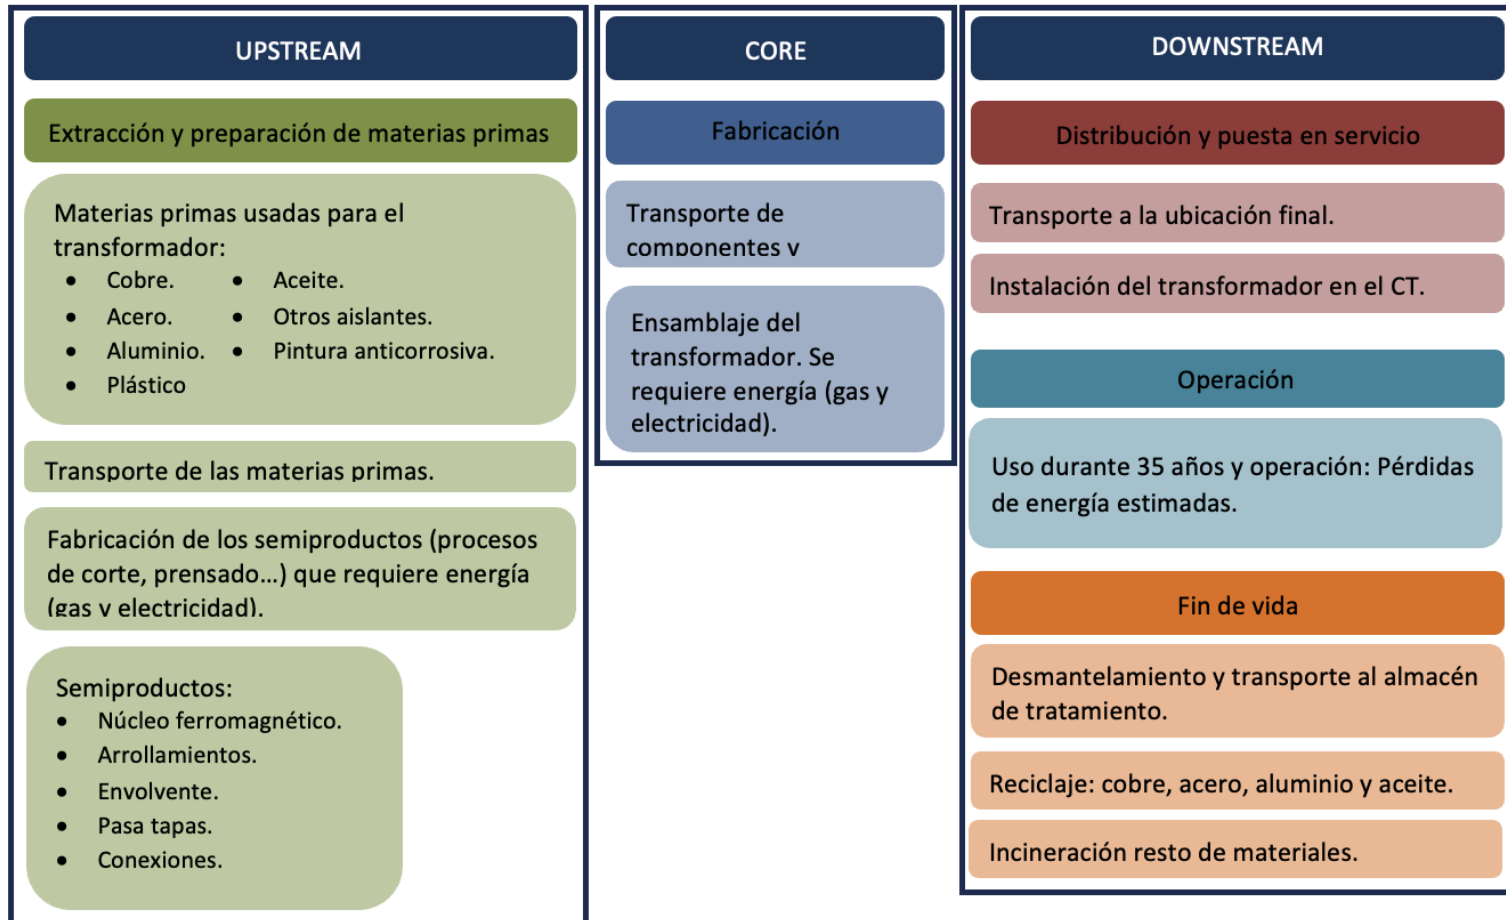 UPSTREAM
Extracción y preparación de materias primas
Materias primas usadas para el
transformador:
• Cobre.
• Acero.
• Aluminio.
• Plástico
• Aceite.
• Otros aislantes.
• Pintura anticorrosiva.
Transporte de las materias primas.
Fabricación de los semiproductos (procesos
de corte, prensado...) que requiere energía
(gas y electricidad).
Semiproductos:
• Núcleo ferromagnético.
• Arrollamientos.
• Envolvente.
• Pasa tapas.
• Conexiones.
CORE
Fabricación
Transporte de
componentes y
Ensamblaje del
transformador. Se
requiere energía (gas y
electricidad).
DOWNSTREAM
Distribución y puesta en servicio
Transporte a la ubicación final.
Instalación del transformador en el CT.
Operación
Uso durante 35 años y operación: Pérdidas
de energía estimadas.
Fin de vida
Desmantelamiento y transporte al almacén
de tratamiento.
Reciclaje: cobre, acero, aluminio y aceite.
Incineración resto de materiales.